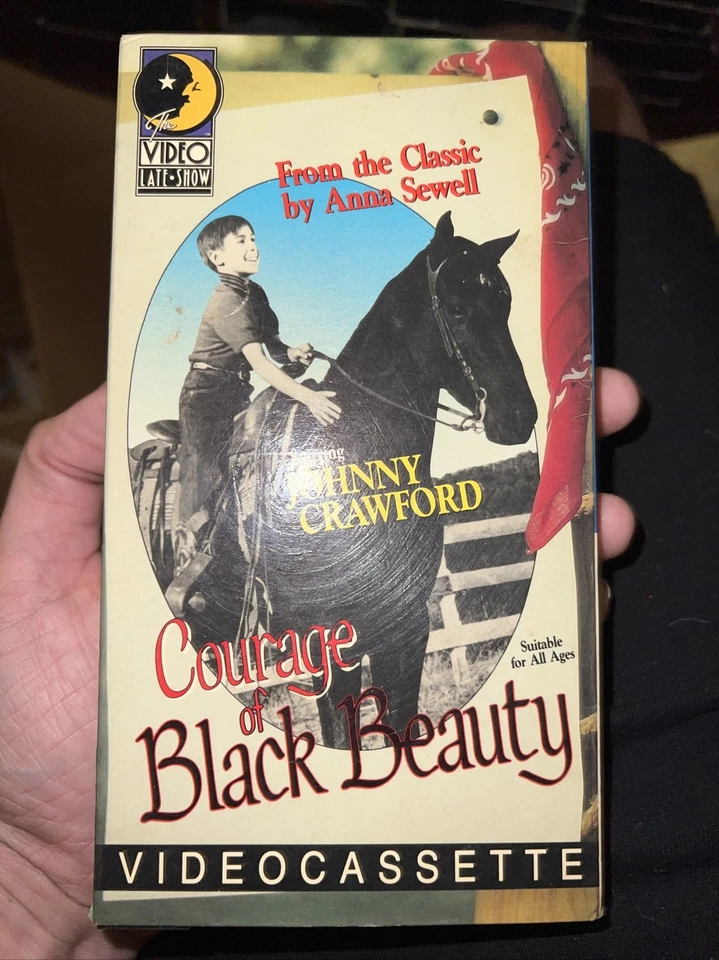 The
VIDEO
LATE•SHOW
From the Classic
by Anna Sewell
JOHNNY
CRAWFORD
Suitable
for All Ages
Courage
of
Black Beauty
VIDEOCASSETTE